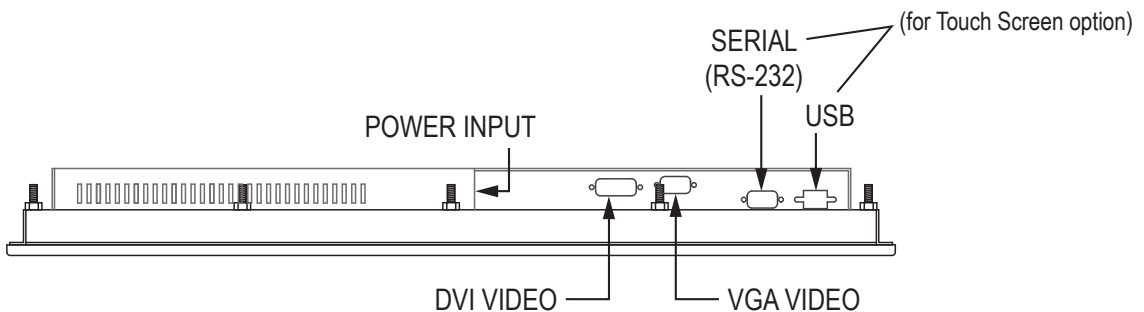 (for Touch Screen option)
SERIAL
(RS-232)
USB
POWER INPUT
DVI VIDEO
VGA VIDEO